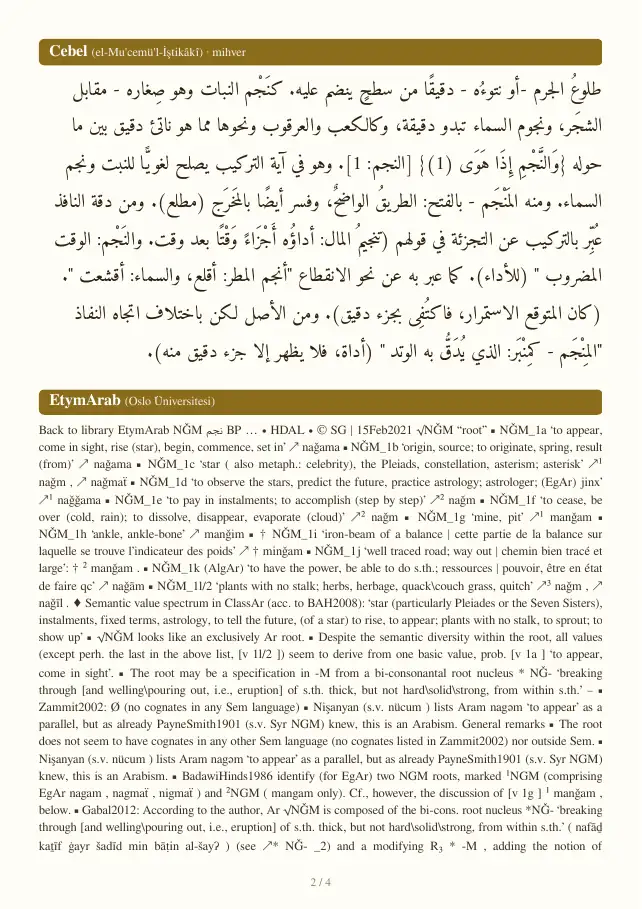 Cebel (el-Mu'cemü'l-İştikâkî) · mihver
طلوعُ الجرم -أو نتوءُه - دقيقًا من سطحٍ ينضم عليه. كنَجْم النبات وهو صِغاره - مقابل
الشجَر، ونجوم السماء تبدو دقيقة، وكالكعب والعرقوب ونحوها مما هو ناتئ دقيق بين ما
حوله {وَالنَّجْمِ إِذَا هَوَى (1)} [النجم: 1]. وهو في آية التركيب يصلح لغويًّا للنبت ونجم
السماء. ومنه المَنْجَم - بالفتح: الطريقُ الواضحُ، وفسر أيضًا بالمَخرَج (مطلع). ومن دقة النافذ
عُبِّر بالتركيب عن التجزئة في قولهم (تنجيمُ المال: أداؤُه أَجْزَاءً وَقْتًا بعد وقت. والنَجْم: الوقت
المضروب " (للأداء). كما عبر به عن نحو الانقطاع "أنجم المطر: أقلع، والسماء: أقشعت ".
(كان المتوقع الاستمرار، فاكتُفِى بجزء دقيق). ومن الأصل لكن باختلاف اتجاه النفاذ
"المِنْجَم - كمِنْبَر: الذي يُدَقُّ به الوتد " (أداة، فلا يظهر إلا جزء دقيق منه).
EtymArab (Oslo Üniversitesi)
Back to library EtymArab NĞM نجم BP … • HDAL • © SG | 15Feb2021 √NĞM “root” ▪ NĞM_1a ‘to appear,
come in sight, rise (star), begin, commence, set in’ ↗ naǧama ▪ NĞM_1b ‘origin, source; to originate, spring, result
(from)’ ↗ naǧama ▪ NĞM_1c ‘star ( also metaph.: celebrity), the Pleiads, constellation, asterism; asterisk’ ↗¹
naǧm , ↗ naǧmaẗ ▪ NĞM_1d ‘to observe the stars, predict the future, practice astrology; astrologer; (EgAr) jinx’
↗¹ naǧǧama ▪ NĞM_1e ‘to pay in instalments; to accomplish (step by step)’ ↗² naǧm ▪ NĞM_1f ‘to cease, be
over (cold, rain); to dissolve, disappear, evaporate (cloud)’ ↗² naǧm ▪ NĞM_1g ‘mine, pit’ ↗¹ manǧam ▪
NĞM_1h ‘ankle, ankle-bone’ ↗ manǧim ▪ † NĞM_1i ‘iron-beam of a balance | cette partie de la balance sur
laquelle se trouve l’indicateur des poids’ ↗ † minǧam ▪ NĞM_1j ‘well traced road; way out | chemin bien tracé et
large’: † ² manǧam . ▪ NĞM_1k (AlgAr) ‘to have the power, be able to do s.th.; ressources | pouvoir, être en état
de faire qc’ ↗ naǧām ▪ NĞM_1l/2 ‘plants with no stalk; herbs, herbage, quack\couch grass, quitch’ ↗³ naǧm , ↗
naǧīl . ♦ Semantic value spectrum in ClassAr (acc. to BAH2008): ‘star (particularly Pleiades or the Seven Sisters),
instalments, fixed terms, astrology, to tell the future, (of a star) to rise, to appear; plants with no stalk, to sprout; to
show up’ ▪ √NĞM looks like an exclusively Ar root. ▪ Despite the semantic diversity within the root, all values
(except perh. the last in the above list, [v 1l/2 ]) seem to derive from one basic value, prob. [v 1a ] ‘to appear,
come in sight’. ▪ The root may be a specification in -M from a bi-consonantal root nucleus * NĞ- ‘breaking
through [and welling\pouring out, i.e., eruption] of s.th. thick, but not hard\solid\strong, from within s.th.’ – ▪
Zammit2002: Ø (no cognates in any Sem language) ▪ Nişanyan (s.v. nücum ) lists Aram nagəm ‘to appear’ as a
parallel, but as already PayneSmith1901 (s.v. Syr NGM) knew, this is an Arabism. General remarks ▪ The root
does not seem to have cognates in any other Sem language (no cognates listed in Zammit2002) nor outside Sem. ▪
Nişanyan (s.v. nücum ) lists Aram nagəm ‘to appear’ as a parallel, but as already PayneSmith1901 (s.v. Syr NGM)
knew, this is an Arabism. ▪ BadawiHinds1986 identify (for EgAr) two NGM roots, marked ¹NGM (comprising
EgAr nagam , nagmaẗ , nigmaẗ ) and ²NGM ( mangam only). Cf., however, the discussion of [v 1g ] ¹ manǧam ,
below. ▪ Gabal2012: According to the author, Ar √NĞM is composed of the bi-cons. root nucleus *NĞ- ‘breaking
through [and welling\pouring out, i.e., eruption] of s.th. thick, but not hard\solid\strong, from within s.th.’ ( nafāḏ
kaṯīf ġayr šadīd min bāṭin al-šayʔ ) (see ↗* NĞ- _2) and a modifying R₃ * -M , adding the notion of
2 / 4